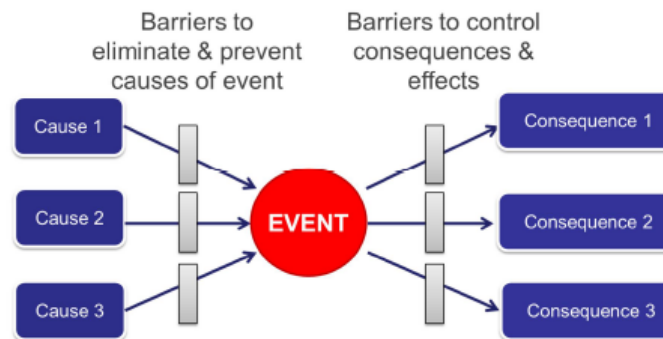 Barriers to
eliminate & prevent
causes of event
Barriers to control
consequences &
effects
Cause 1
Consequence 1
Cause 2
EVENT
Consequence 2
Cause 3
Consequence 3